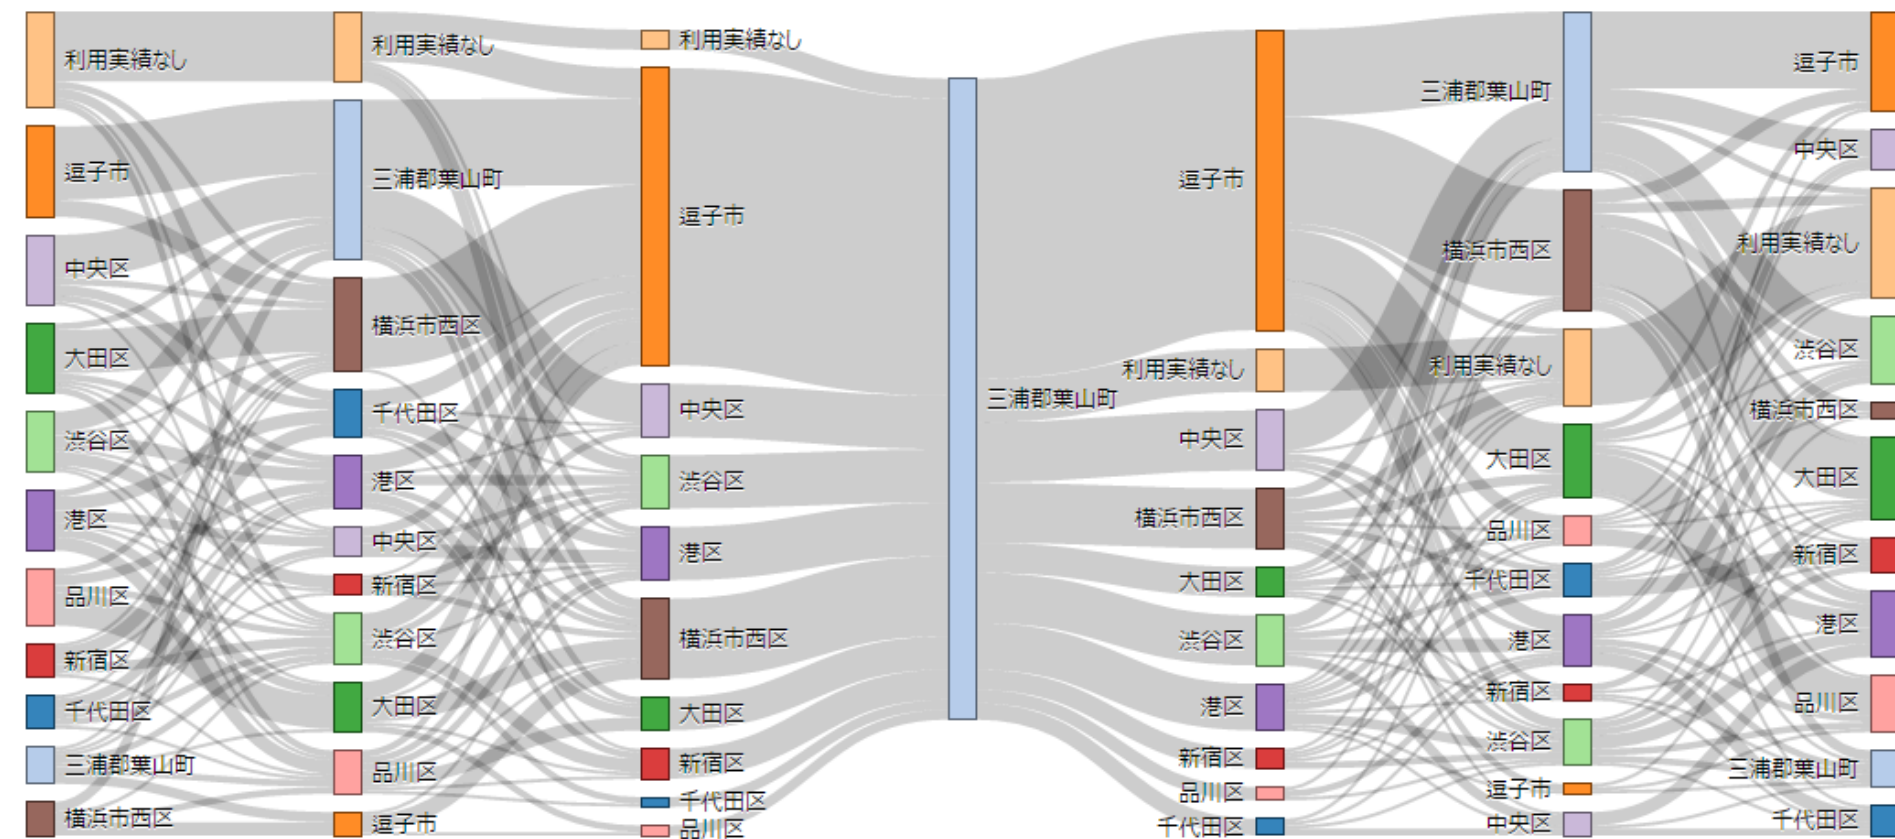 利用実績なし
逗子市
中央区
大田区
渋谷区
港区
品川区
新宿区
千代田区
三浦郡葉山町
横浜市西区
利用実績なし
三浦郡葉山町
横浜市西区
千代田区
港区
中央区
新宿区
渋谷区
大田区
品川区
逗子市
利用実績なし
逗子市
中央区
渋谷区
港区
横浜市西区
大田区
新宿区
千代田区
品川区
三浦郡葉山町
逗子市
利用実績なし
中央区
横浜市西区
大田区
渋谷区
港区
新宿区
品川区
千代田区
三浦郡葉山町
横浜市西区
利用実績なし
大田区
品川区
千代田区
港区
新宿区
渋谷区
逗子市
中央区
逗子市
中央区
利用実績なし
渋谷区
横浜市西区
大田区
新宿区
港区
品川区
三浦郡葉山町
千代田区